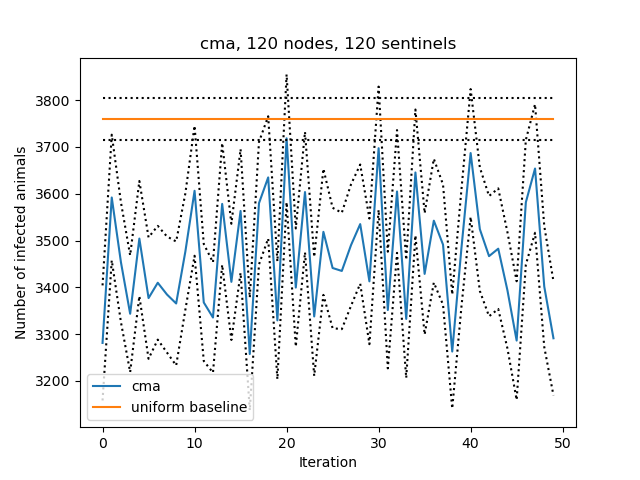 cma, 120 nodes, 120 sentinels
Number of infected animals
3800
3700
3600
3500
3400
3300
3200
cma
uniform baseline
0 10 20 30 40 50
Iteration